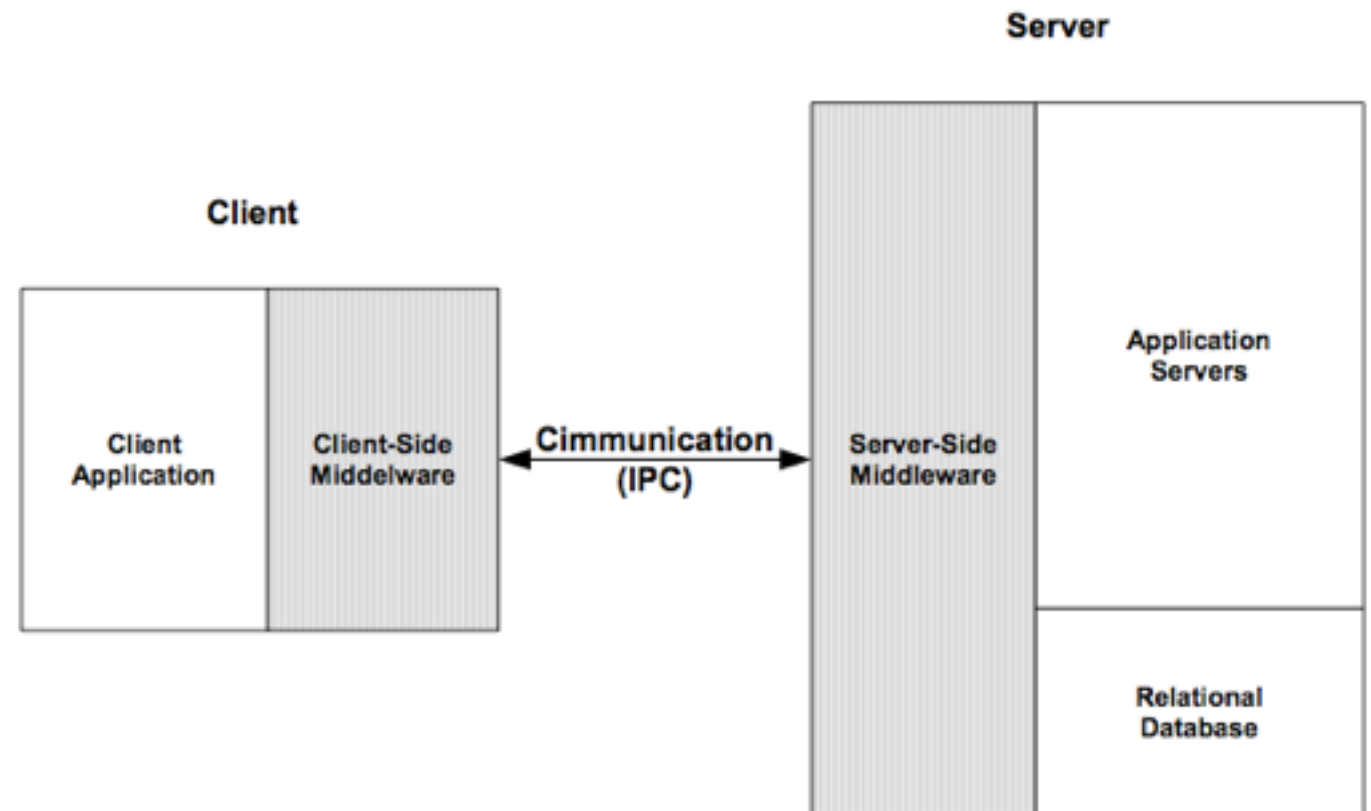 Server
Client
Application
Servers
Client
Application
Client-Side
Middelware
Cimmunication
(IPC)
Server-Side
Middleware
Relational
Database